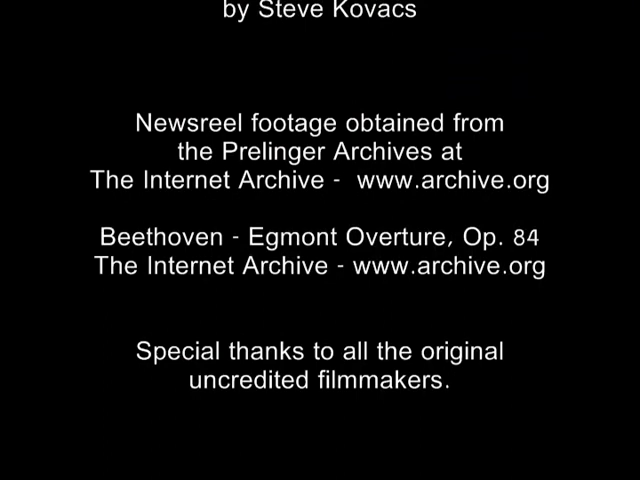 by Steve Kovacs
Newsreel footage obtained from
the Prelinger Archives at
The Internet Archive -  www.archive.org
Beethoven - Egmont Overture, Op. 84
The Internet Archive - www.archive.org
Special thanks to all the original
uncredited filmmakers.